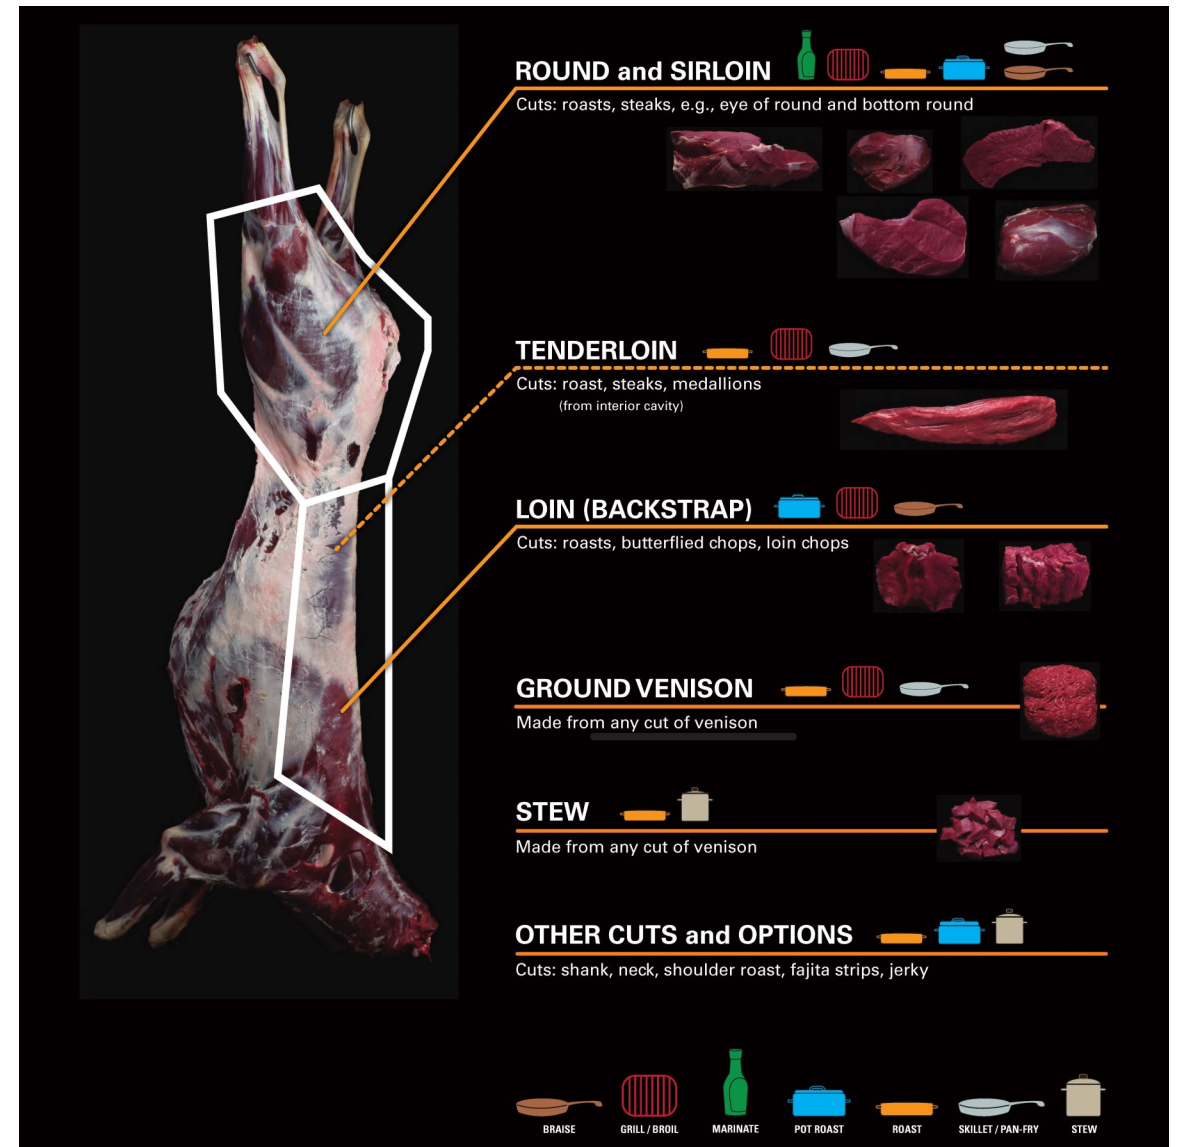 ROUND and SIRLOIN
Cuts: roasts, steaks, e.g., eye of round and bottom round
TENDERLOIN
Cuts: roast, steaks, medallions
(from interior cavity)
LOIN (BACKSTRAP)
Cuts: roasts, butterflied chops, loin chops
GROUND VENISON
Made from any cut of venison
STEW
Made from any cut of venison
OTHER CUTS and OPTIONS
Cuts: shank, neck, shoulder roast, fajita strips, jerky
BRAISE
GRILL / BROIL
MARINATE
POT ROAST
ROAST
SKILLET / PAN-FRY
STEW